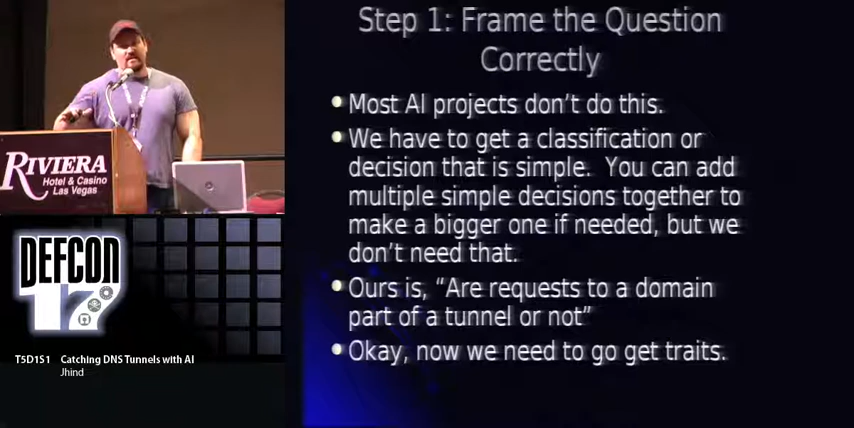 Step 1: Frame the Question
Correctly
Most AI projects don't do this.
We have to get a classification or
decision that is simple. You can add
multiple simple decisions together to
make a bigger one if needed, but we
don't need that.
Ours is, “Are requests to a domain
part of a tunnel or not”
Okay, now we need to go get traits.
RIVIERA
Hotel & Casino
Las Vegas
DEFCON
17
T5D1S1 Catching DNS Tunnels with AI
Jhind